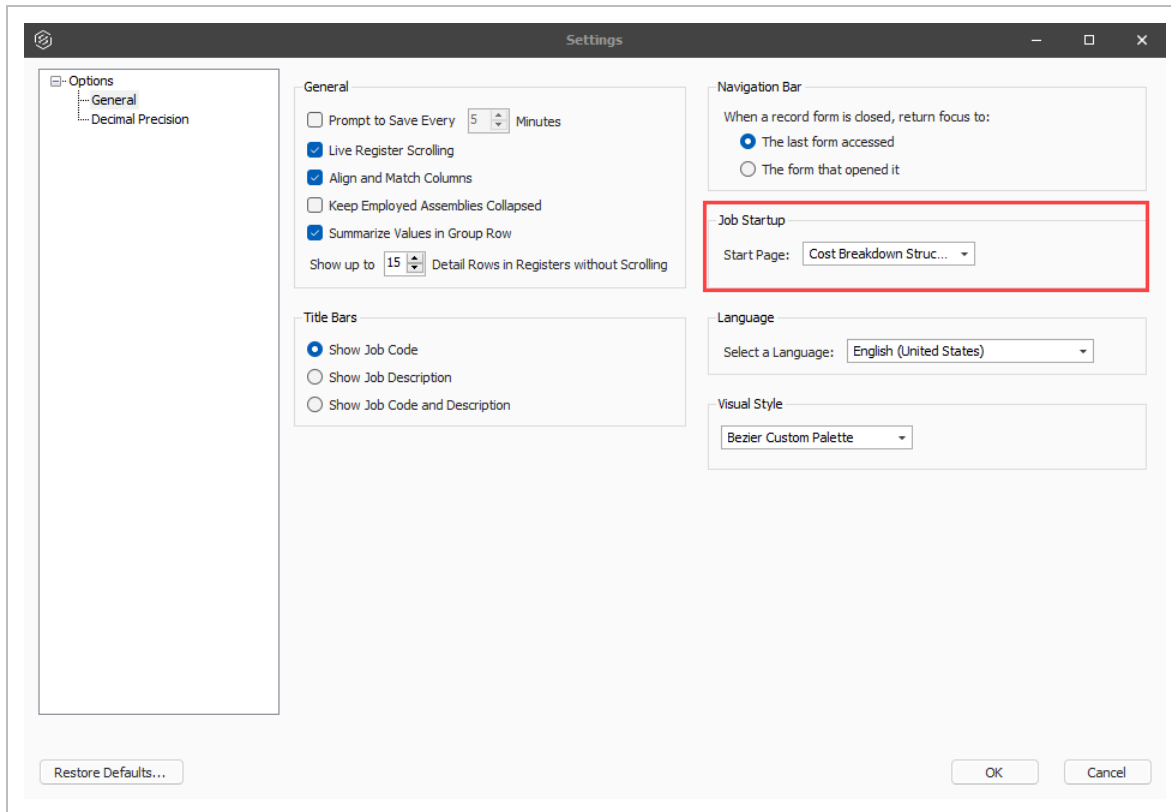 Settings
Options
General
Decimal Precision
General
Prompt to Save Every 5 Minutes
Live Register Scrolling
Align and Match Columns
Keep Employed Assemblies Collapsed
Summarize Values in Group Row
Show up to 15 Detail Rows in Registers without Scrolling
Title Bars
Show Job Code
Show Job Description
Show Job Code and Description
Navigation Bar
When a record form is closed, return focus to:
The last form accessed
The form that opened it
Job Startup
Start Page: Cost Breakdown Struc...
Language
Select a Language: English (United States)
Visual Style
Bezier Custom Palette
Restore Defaults...
OK
Cancel